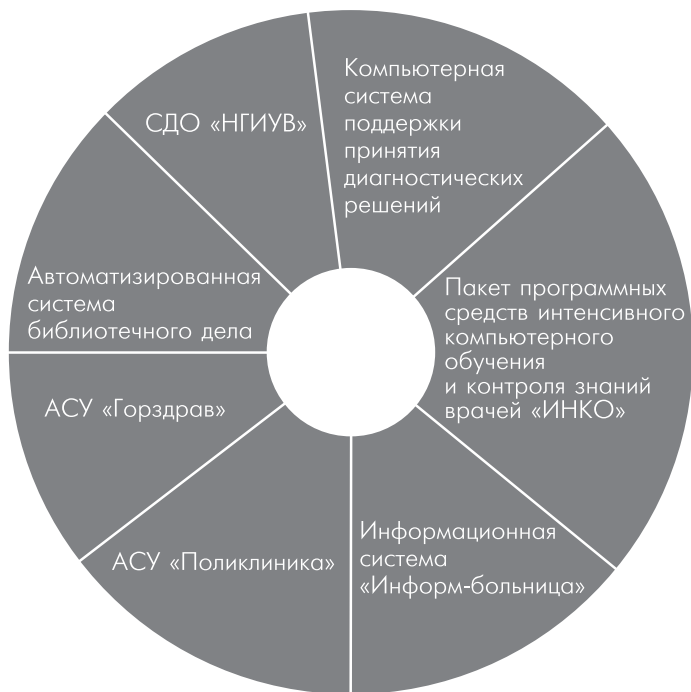 Компьютерная
система
поддержки
принятия
диагностических
решений
Пакет программных
средств интенсивного
компьютерного
обучения
и контроля знаний
врачей «ИНКО»
Информационная
система
«Информ-больница»
АСУ «Поликлиника»
АСУ «Горздрав»
Автоматизированная
система
библиотечного дела
СДО «НГИУВ»